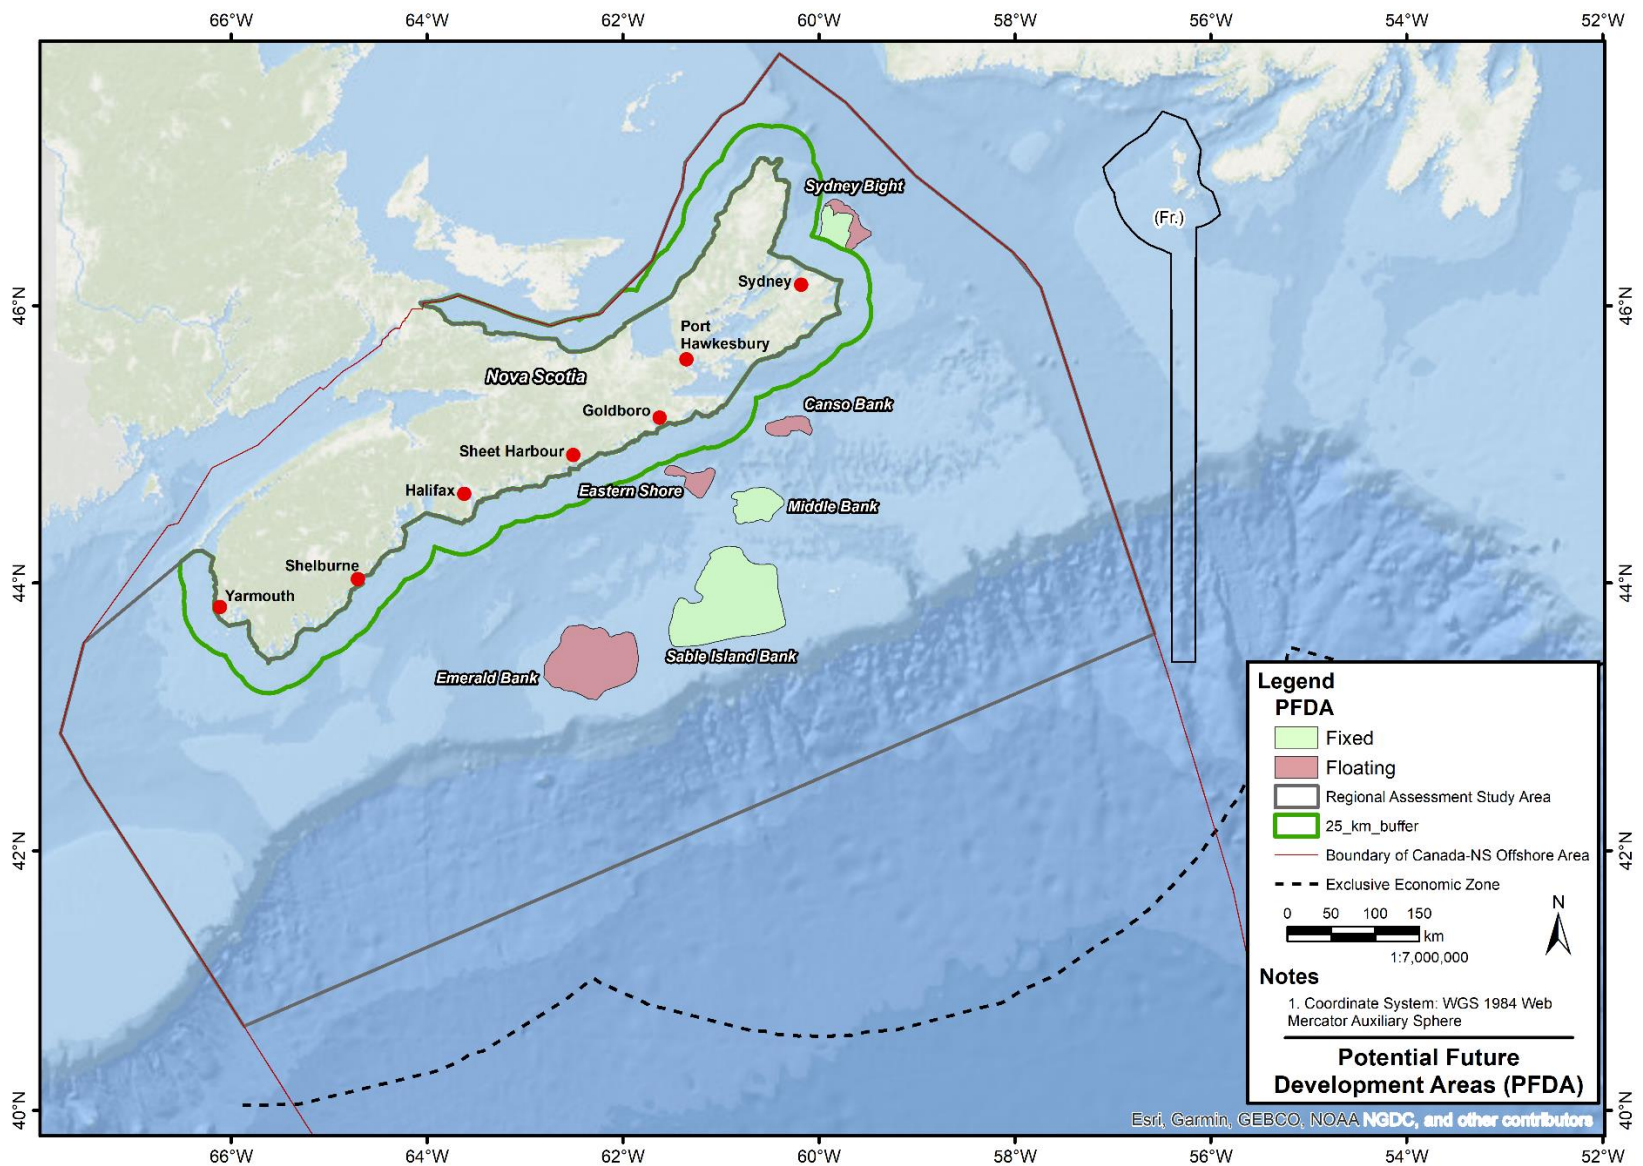 66°W 64°W 62°W 60°W 58°W 56°W 54°W 52°W
46°N
46°N
44°N
44°N
42°N
42°N
40°N
40°N
Sydney Bight
(Fr.)
Sydney
Port
Hawkesbury
Nova Scotia
Canso Bank
Goldboro
Sheet Harbour
Eastern Shore
Halifax
Middle Bank
Shelburne
Yarmouth
Sable Island Bank
Emerald Bank
Legend
PFDA
Fixed
Floating
Regional Assessment Study Area
25_km_buffer
Boundary of Canada-NS Offshore Area
Exclusive Economic Zone
0 50 100 150
km
1:7,000,000
N
Notes
1. Coordinate System: WGS 1984 Web
Mercator Auxiliary Sphere
Potential Future
Development Areas (PFDA)
Esri, Garmin, GEBCO, NOAA NGDC, and other contributors
66°W 64°W 62°W 60°W 58°W 56°W 54°W 52°W